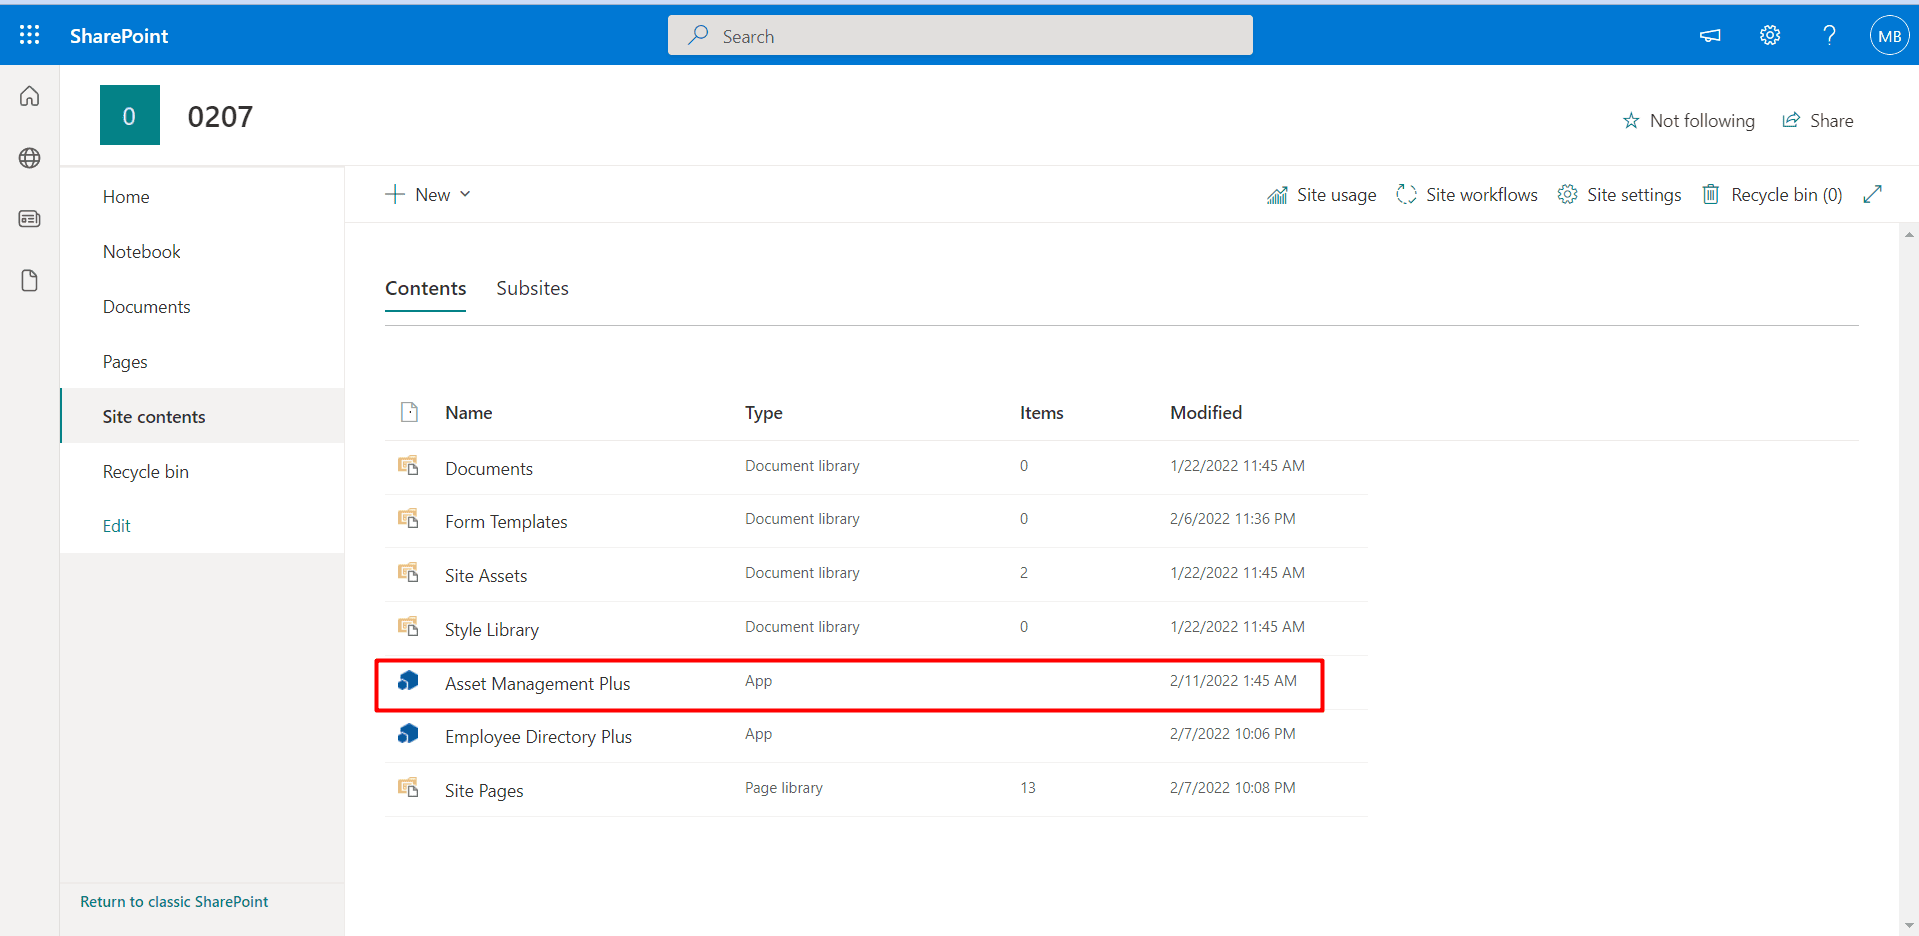 SharePoint
Search
MB
0
0207
Not following
Share
Home
Notebook
Documents
Pages
Site contents
Recycle bin
Edit
Return to classic SharePoint
New
Site usage
Site workflows
Site settings
Recycle bin (0)
Contents
Subsites
Name Type Items Modified
Documents Document library 0 1/22/2022 11:45 AM
Form Templates Document library 0 2/6/2022 11:36 PM
Site Assets Document library 2 1/22/2022 11:45 AM
Style Library Document library 0 1/22/2022 11:45 AM
Asset Management Plus App 2/11/2022 1:45 AM
Employee Directory Plus App 2/7/2022 10:06 PM
Site Pages Page library 13 2/7/2022 10:08 PM